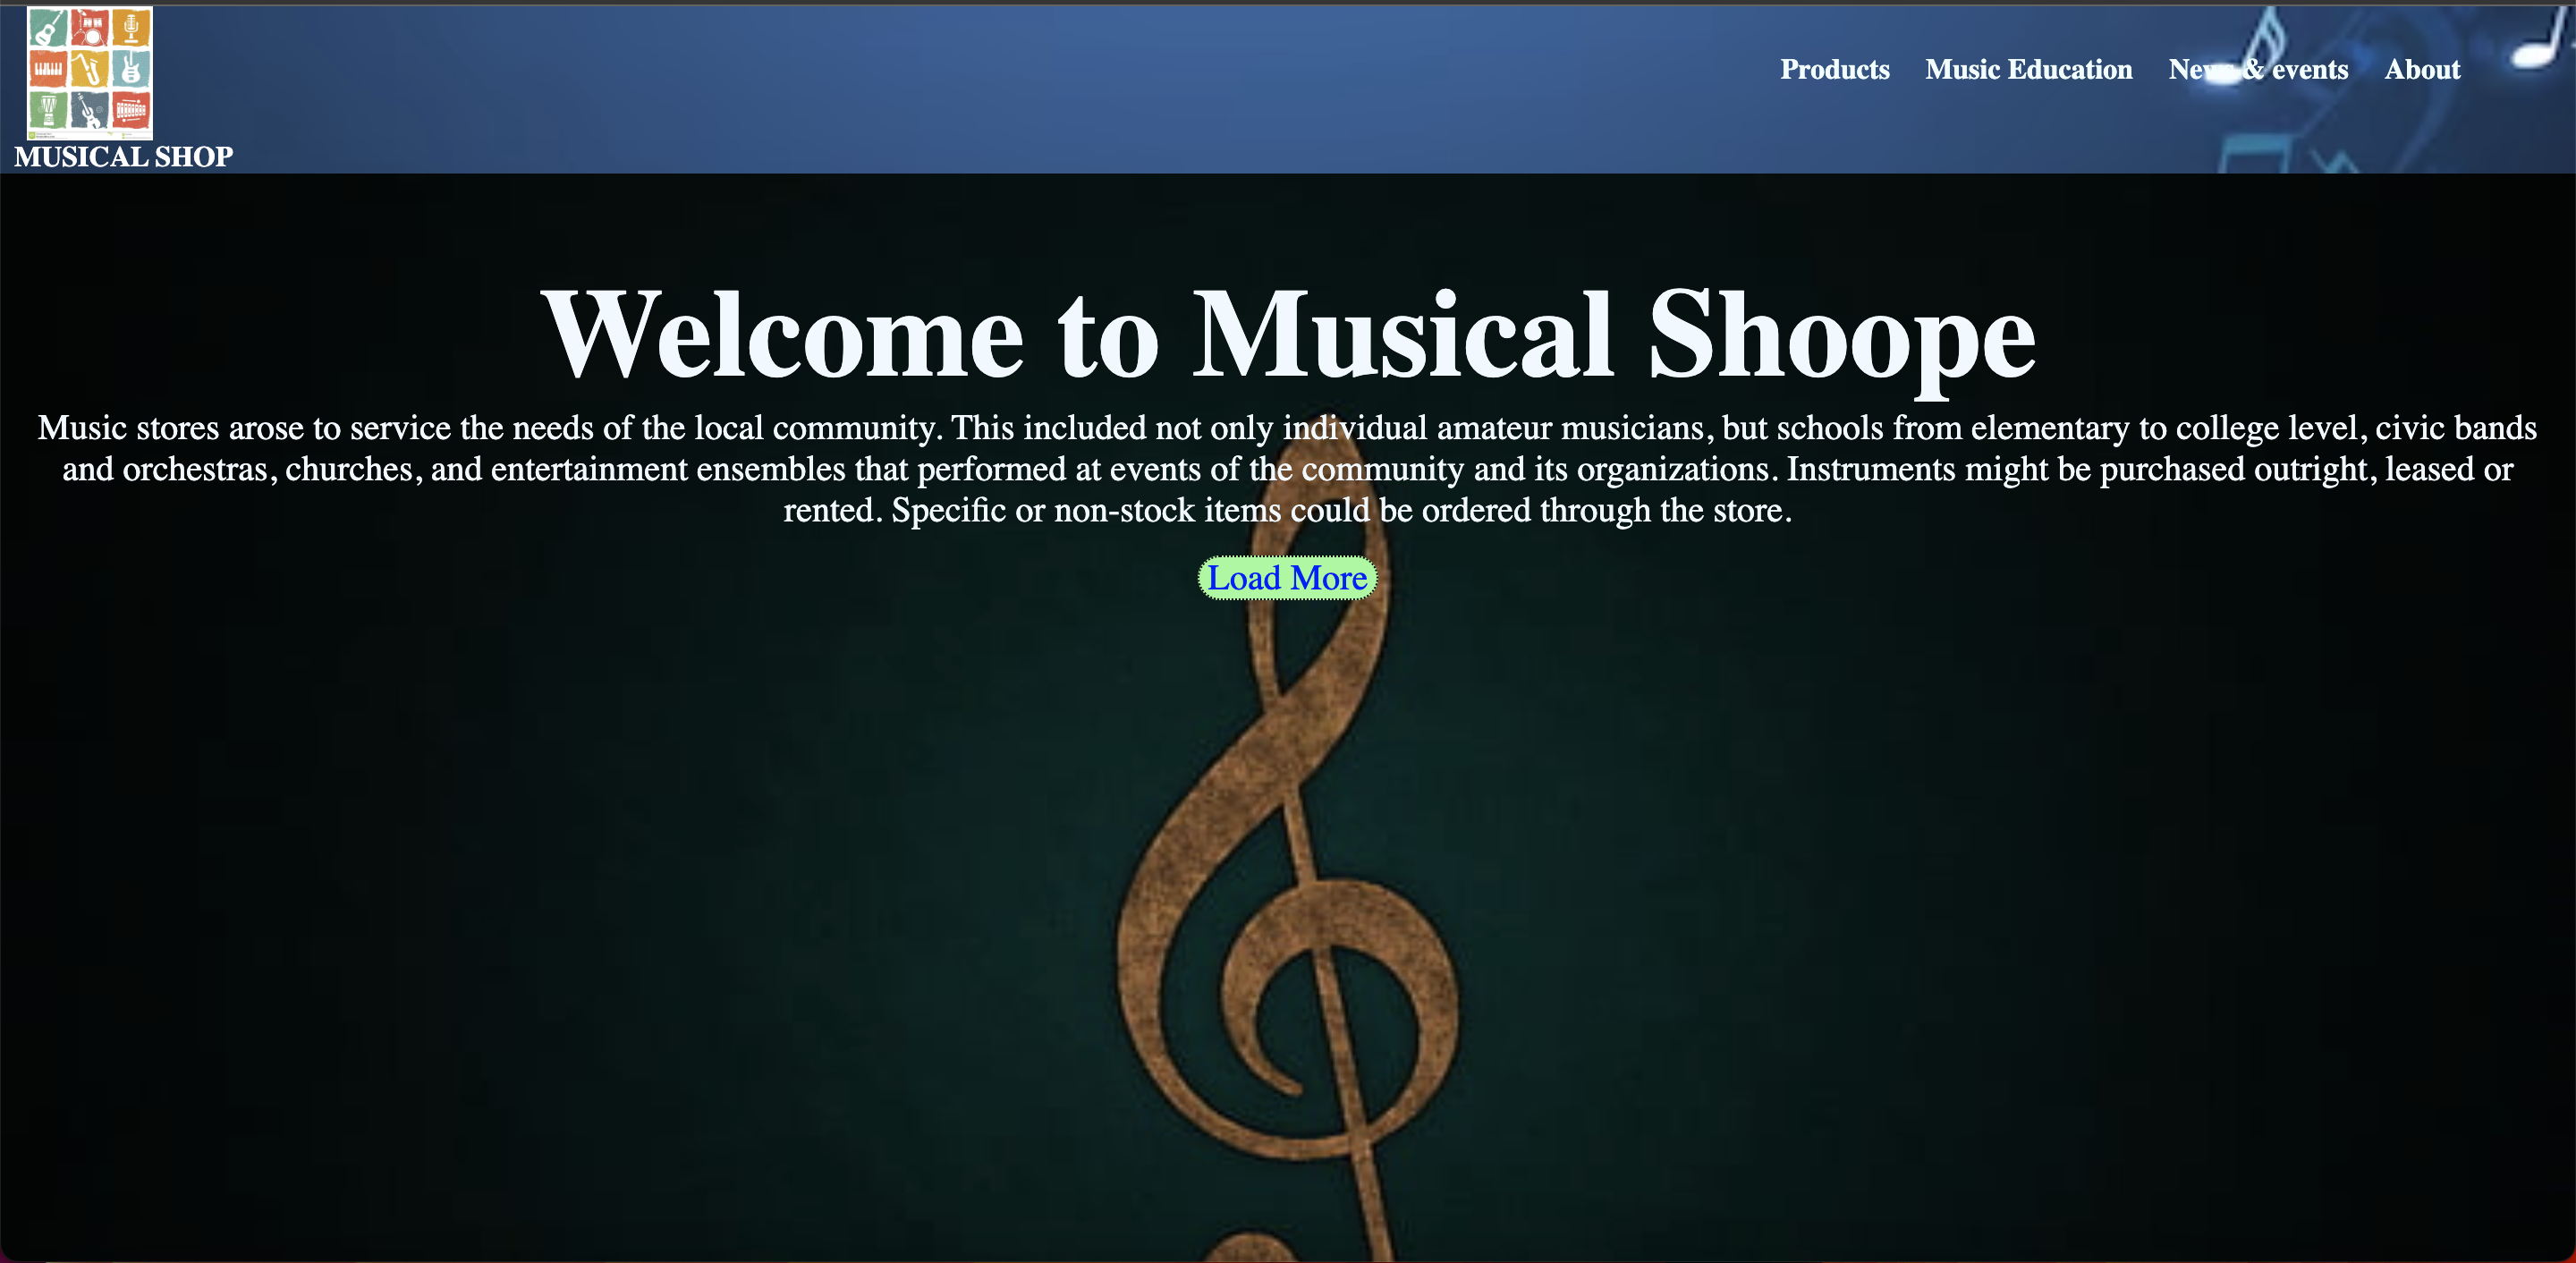 MUSICAL SHOP
Products Music Education News & events About
Welcome to Musical Shoope
Music stores arose to service the needs of the local community. This included not only individual amateur musicians, but schools from elementary to college level, civic bands
and orchestras, churches, and entertainment ensembles that performed at events of the community and its organizations. Instruments might be purchased outright, leased or
rented. Specific or non-stock items could be ordered through the store.
Load More